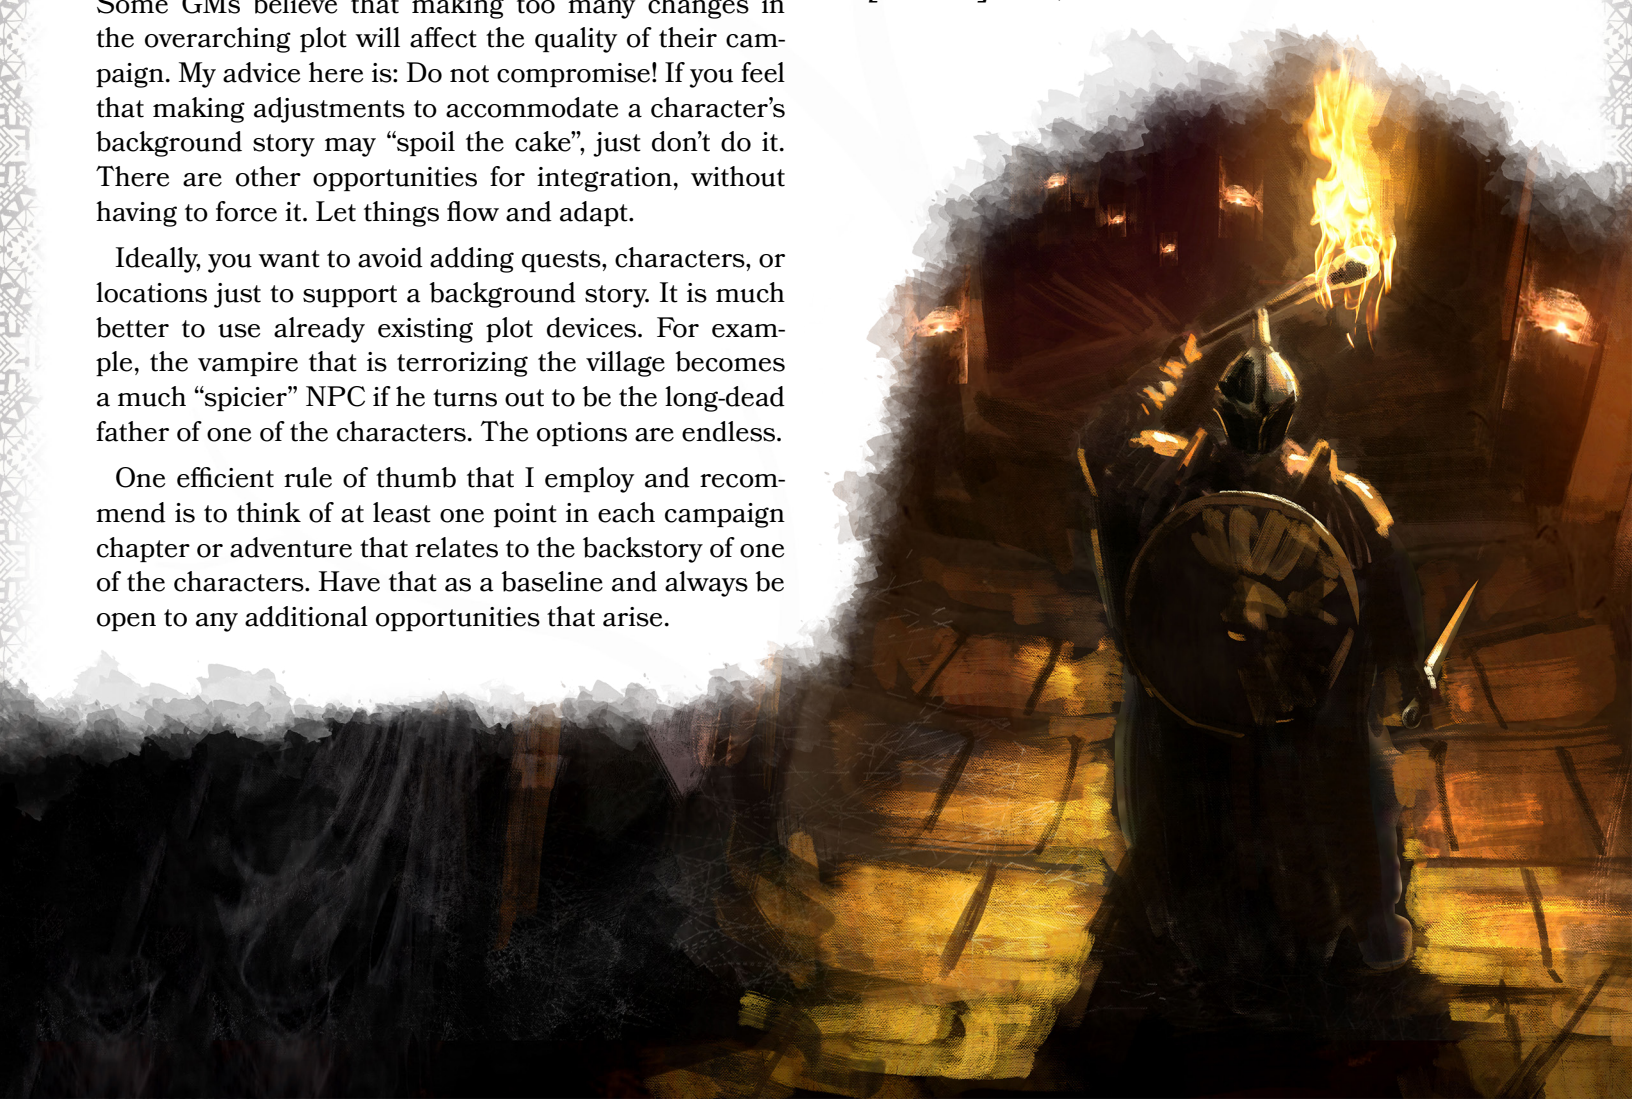 Some GMs believe that making too many changes in
the overarching plot will affect the quality of their cam-
paign. My advice here is: Do not compromise! If you feel
that making adjustments to accommodate a character’s
background story may “spoil the cake”, just don’t do it.
There are other opportunities for integration, without
having to force it. Let things flow and adapt.
Ideally, you want to avoid adding quests, characters, or
locations just to support a background story. It is much
better to use already existing plot devices. For exam-
ple, the vampire that is terrorizing the village becomes
a much “spicier” NPC if he turns out to be the long-dead
father of one of the characters. The options are endless.
One efficient rule of thumb that I employ and recom-
mend is to think of at least one point in each campaign
chapter or adventure that relates to the backstory of one
of the characters. Have that as a baseline and always be
open to any additional opportunities that arise.